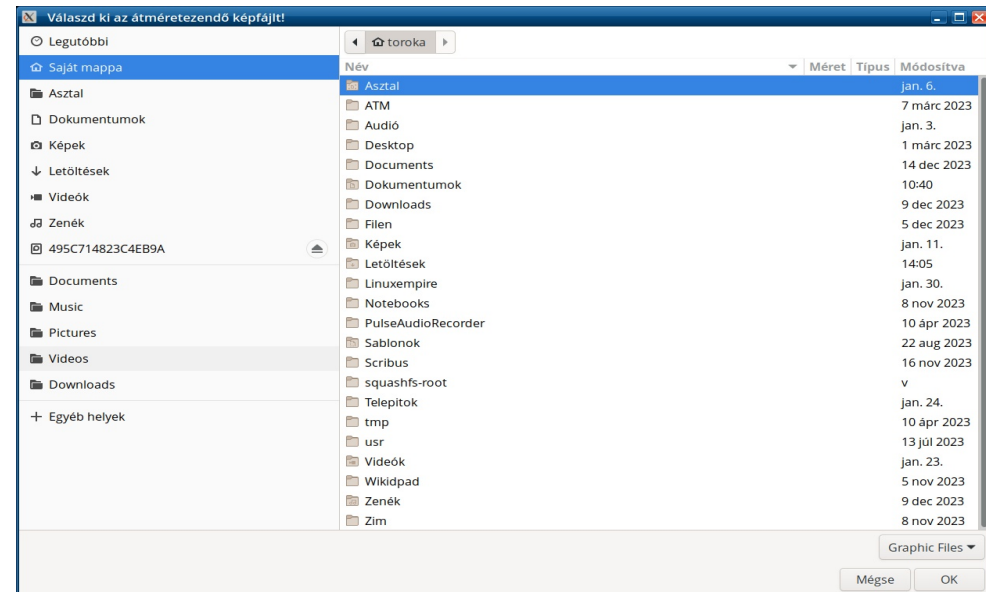 Válaszd ki az átméretezendő képfájlt!
Legutóbbi
Saját mappa
Asztal
Dokumentumok
Képek
Letöltések
Videók
Zenék
495C714823C4EB9A
Documents
Music
Pictures
Videos
Downloads
Egyéb helyek
toroka
Név Méret Típus Módosítva
Asztal jan. 6.
ATM 7 márc 2023
Audió jan. 3.
Desktop 1 márc 2023
Documents 14 dec 2023
Dokumentumok 10:40
Downloads 9 dec 2023
Filen 5 dec 2023
Képek jan. 11.
Letöltések 14:05
Linuxempire jan. 30.
Notebooks 8 nov 2023
PulseAudioRecorder 10 ápr 2023
Sablonok 22 aug 2023
Scribus 16 nov 2023
squashfs-root v
Telepitok jan. 24.
tmp 10 ápr 2023
usr 13 júl 2023
Videók jan. 23.
Wikidpad 5 nov 2023
Zenék 9 dec 2023
Zim 8 nov 2023
Graphic Files
Mégse OK